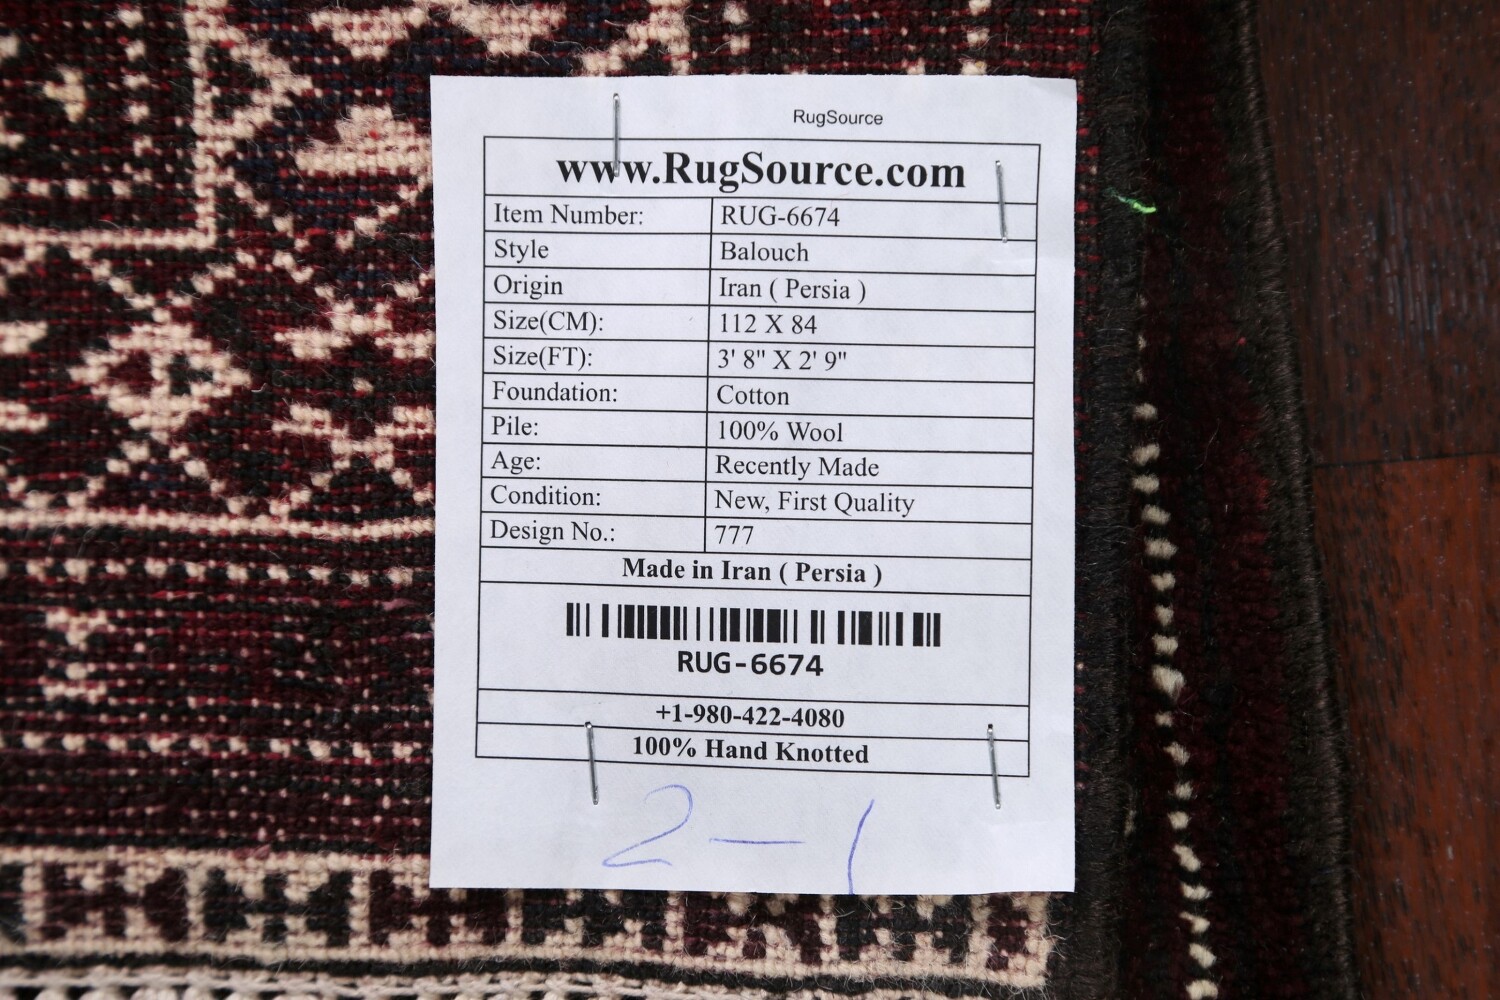 RugSource
www.RugSource.com
Item Number: RUG-6674
Style Balouch
Origin Iran ( Persia )
Size(CM): 112 X 84
Size(FT): 3' 8" X 2' 9"
Foundation: Cotton
Pile: 100% Wool
Age: Recently Made
Condition: New, First Quality
Design No.: 777
Made in Iran ( Persia )
RUG-6674
+1-980-422-4080
100% Hand Knotted
2-1